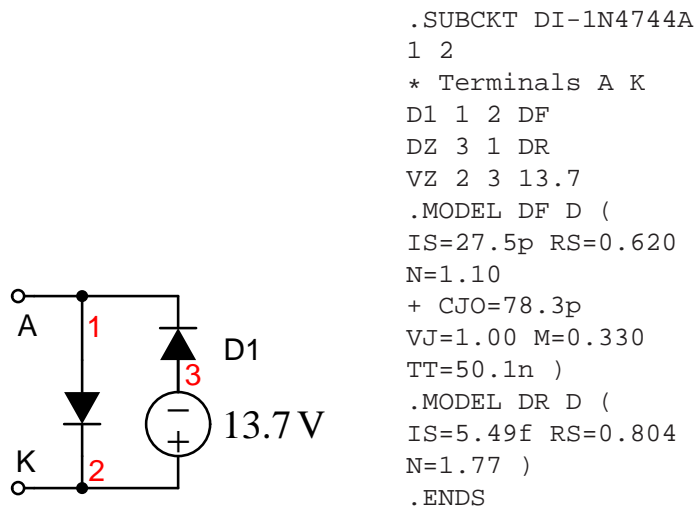 A
1
D1
3
13.7 V
K
2
.SUBCKT DI-1N4744A
1 2
* Terminals A K
D1 1 2 DF
DZ 3 1 DR
VZ 2 3 13.7
.MODEL DF D (
IS=27.5p RS=0.620
N=1.10
+ CJO=78.3p
VJ=1.00 M=0.330
TT=50.1n )
.MODEL DR D (
IS=5.49f RS=0.804
N=1.77 )
.ENDS